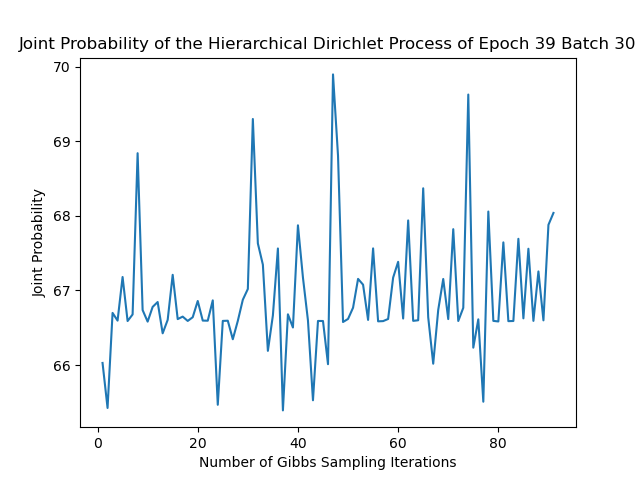 Joint Probability of the Hierarchical Dirichlet Process of Epoch 39 Batch 30
70
69
68
67
66
Joint Probability
0 20 40 60 80
Number of Gibbs Sampling Iterations